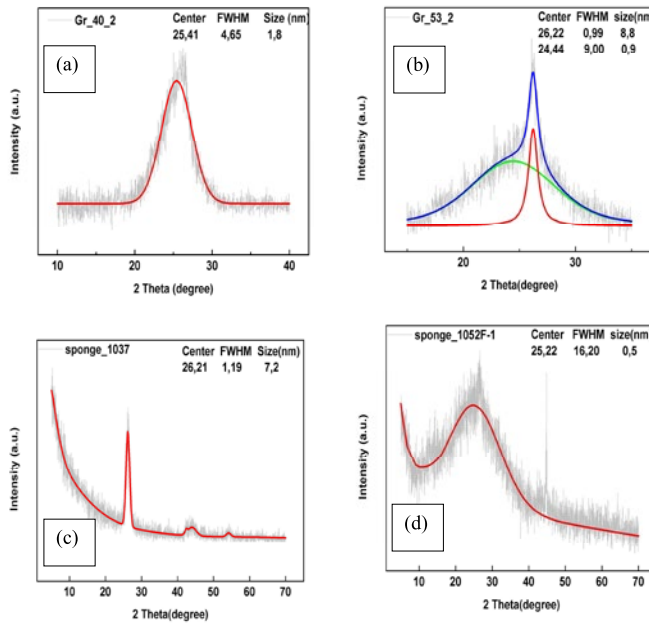 Gr_40_2
Center FWHM Size (nm)
25,41 4,65 1,8
(a)
Intensity (a.u.)
10 20 30 40
2 Theta (degree)
Gr_53_2
Center FWHM size(nm)
26,22 0,99 8,8
24,44 9,00 0,9
(b)
Intensity (a.u.)
20 30
2 Theta (degree)
sponge_1037
Center FWHM Size(nm)
26,21 1,19 7,2
(c)
Intensity (a.u.)
10 20 30 40 50 60 70
2 Theta(degree)
sponge_1052F-1
Center FWHM size(nm)
25,22 16,20 0,5
(d)
Intensity (a.u.)
10 20 30 40 50 60 70
2 Theta(degree)